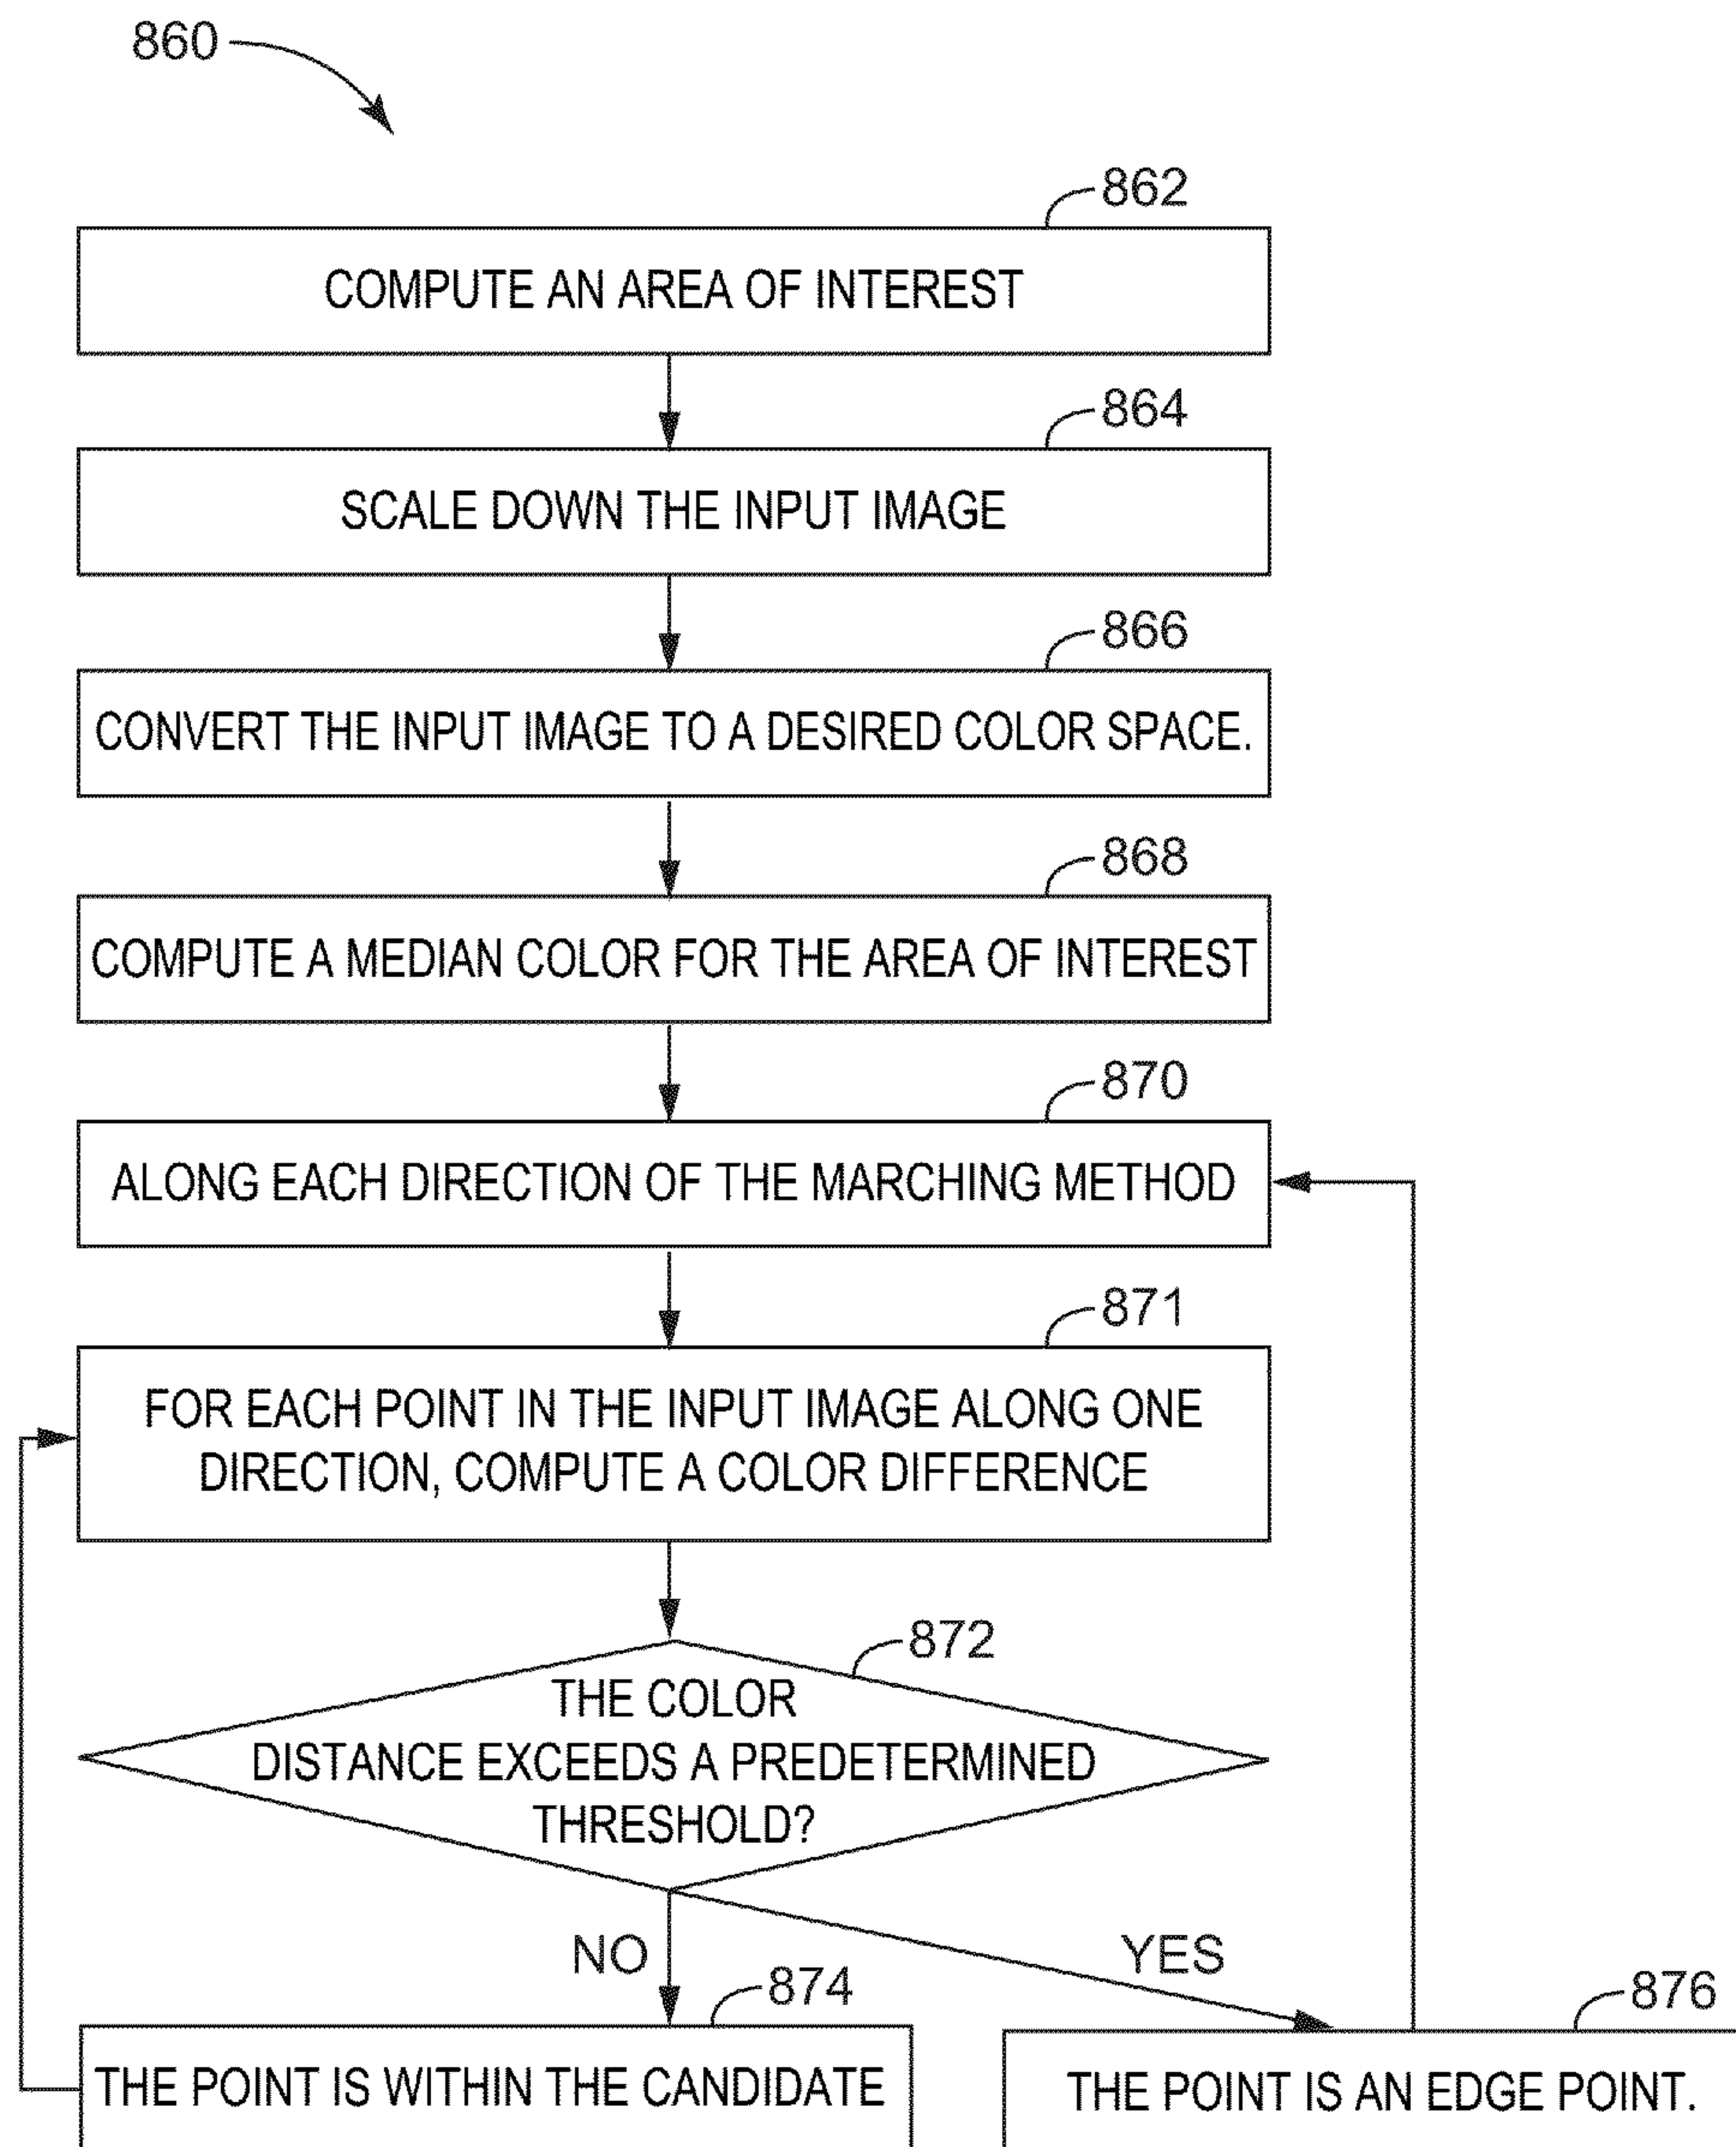 860
862
COMPUTE AN AREA OF INTEREST
864
SCALE DOWN THE INPUT IMAGE
866
CONVERT THE INPUT IMAGE TO A DESIRED COLOR SPACE.
868
COMPUTE A MEDIAN COLOR FOR THE AREA OF INTEREST
870
ALONG EACH DIRECTION OF THE MARCHING METHOD
871
FOR EACH POINT IN THE INPUT IMAGE ALONG ONE
DIRECTION, COMPUTE A COLOR DIFFERENCE
872
THE COLOR
DISTANCE EXCEEDS A PREDETERMINED
THRESHOLD?
NO
YES
874
THE POINT IS WITHIN THE CANDIDATE
876
THE POINT IS AN EDGE POINT.